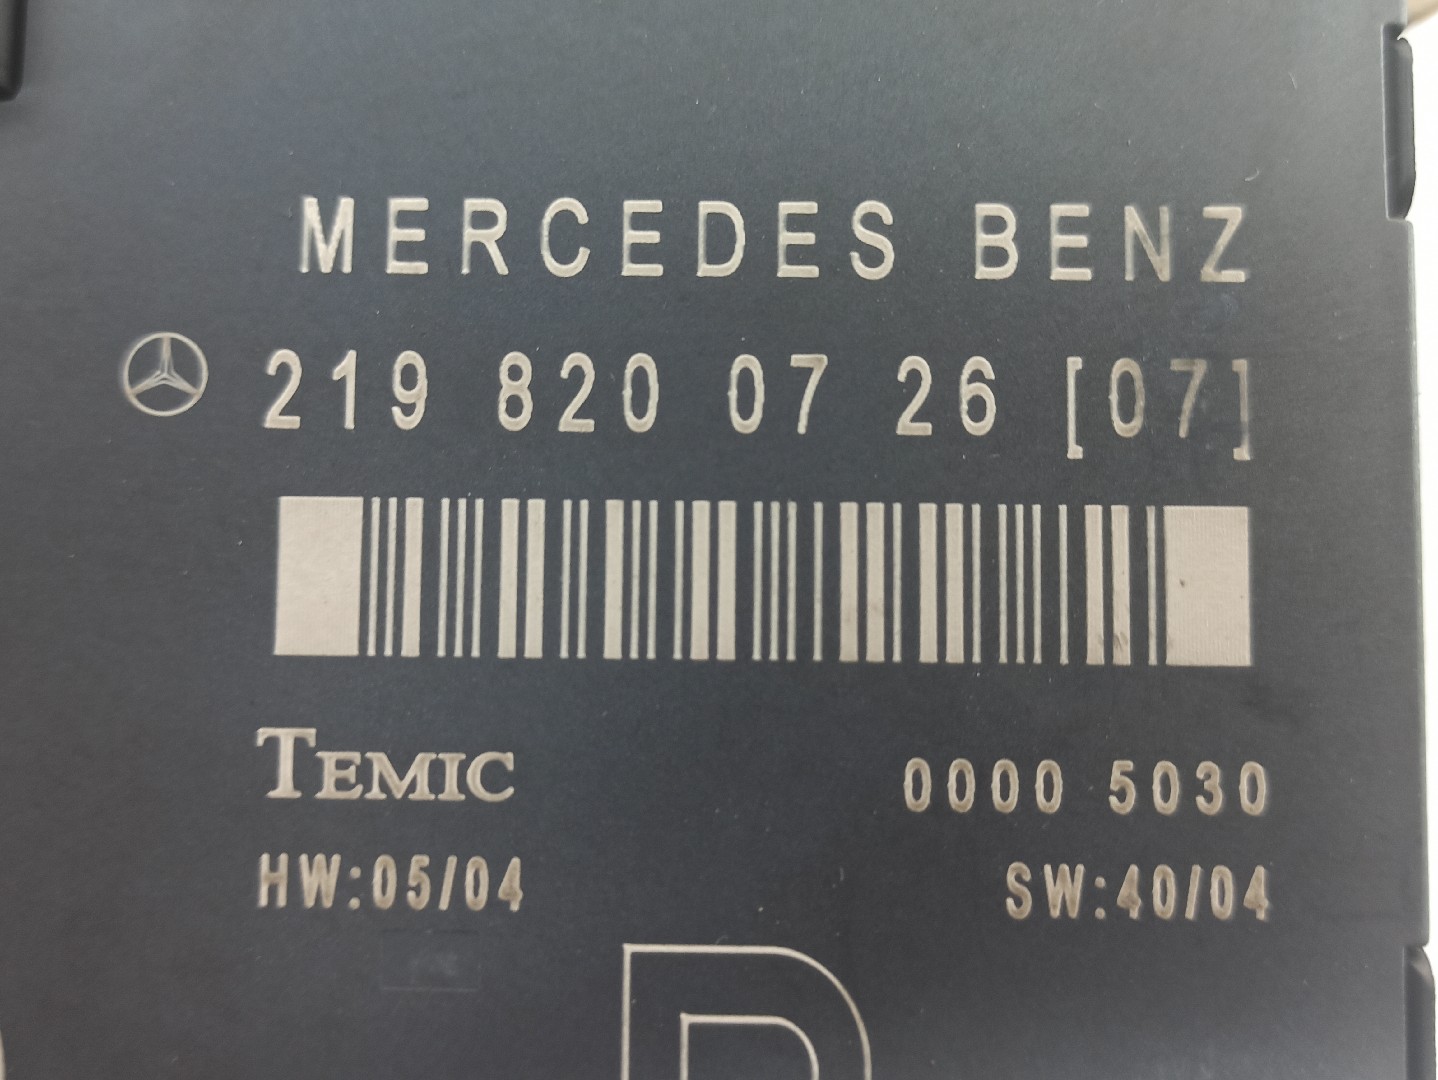 MERCEDES BENZ
219 820 07 26 [07]
TEMIC 0000 5030
HW:05/04 SW:40/04